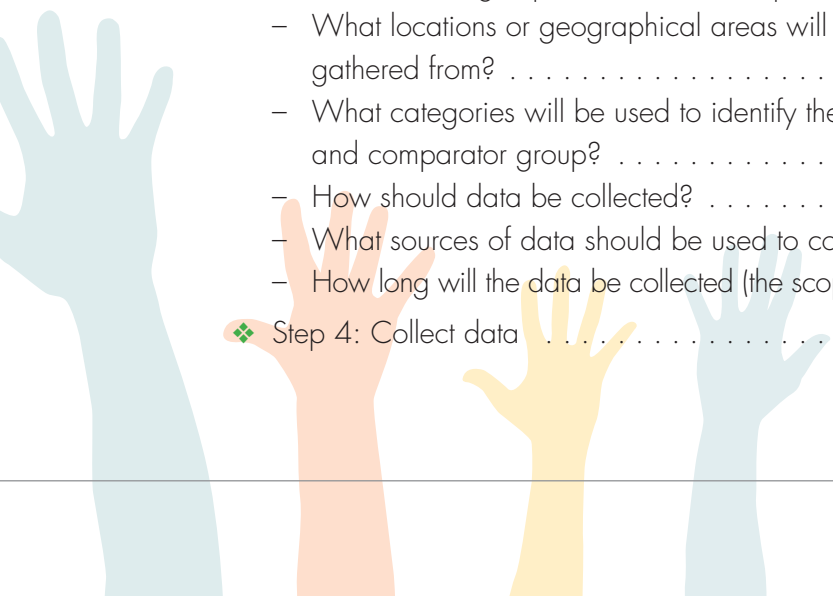 – What locations or geographical areas will
gathered from? . . . . . . . . . . . . . . . . . .
– What categories will be used to identify the
and comparator group? . . . . . . . . . . . .
– How should data be collected? . . . . . . .
– What sources of data should be used to
– How long will the data be collected (the
❖ Step 4: Collect data . . . . . . . . . . . . . . . .